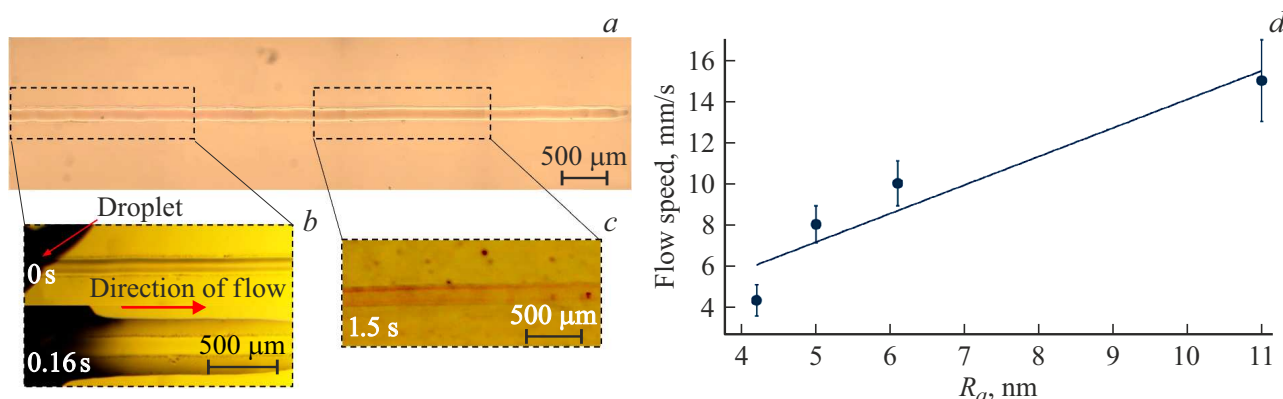 a
500 μm
Droplet
b
0 s
Direction of flow
500 μm
0.16 s
c
1.5 s
500 μm
d
Flow speed, mm/s
16
14
12
10
8
6
4
4 5 6 7 8 9 10 11
Rₐ, nm